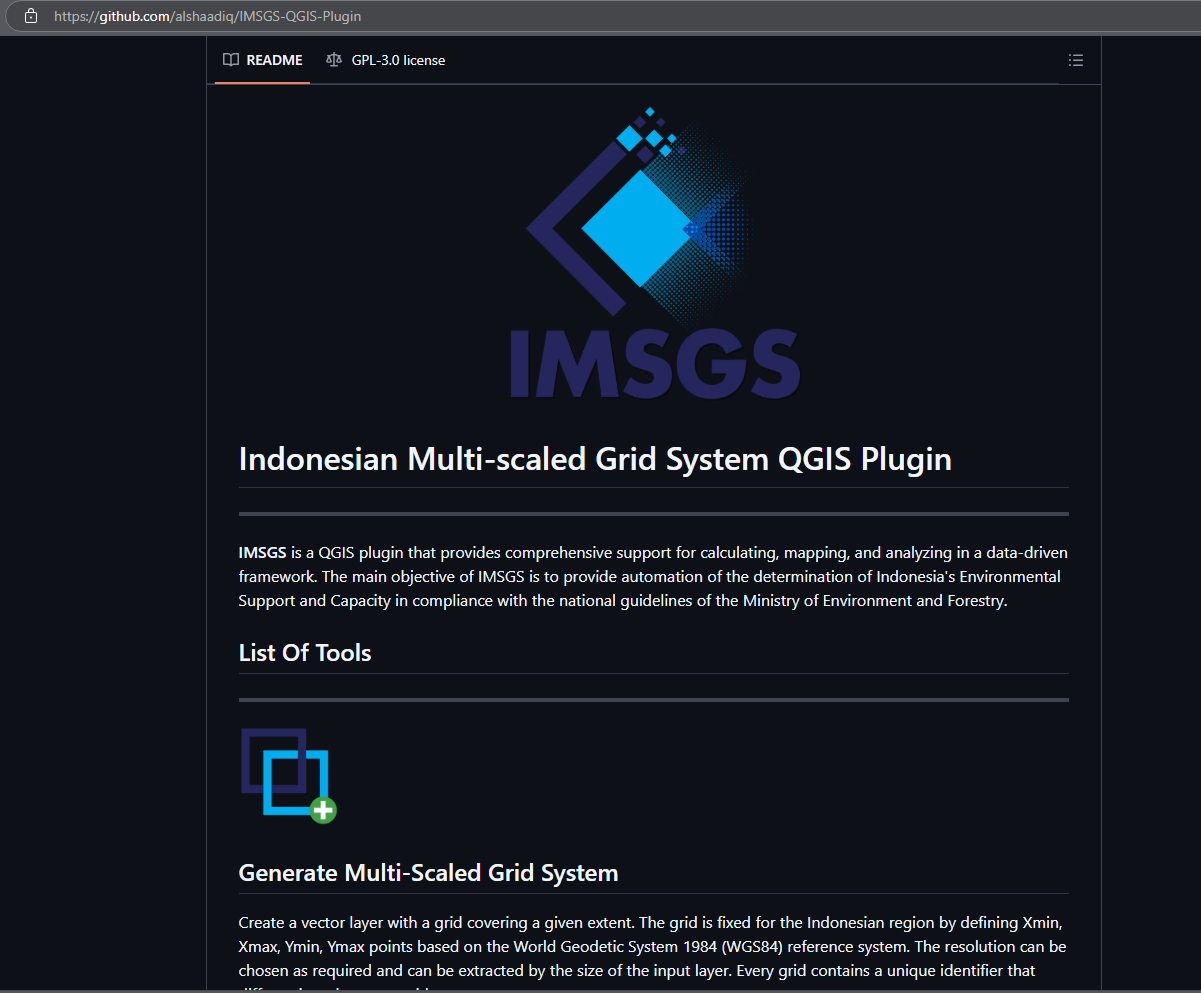 https://github.com/alshaadiq/IMSGS-QGIS-Plugin
README
GPL-3.0 license
IMSGS
Indonesian Multi-scaled Grid System QGIS Plugin
IMSGS is a QGIS plugin that provides comprehensive support for calculating, mapping, and analyzing in a data-driven
framework. The main objective of IMSGS is to provide automation of the determination of Indonesia's Environmental
Support and Capacity in compliance with the national guidelines of the Ministry of Environment and Forestry.
List Of Tools
Generate Multi-Scaled Grid System
Create a vector layer with a grid covering a given extent. The grid is fixed for the Indonesian region by defining Xmin,
Xmax, Ymin, Ymax points based on the World Geodetic System 1984 (WGS84) reference system. The resolution can be
chosen as required and can be extracted by the size of the input layer. Every grid contains a unique identifier that